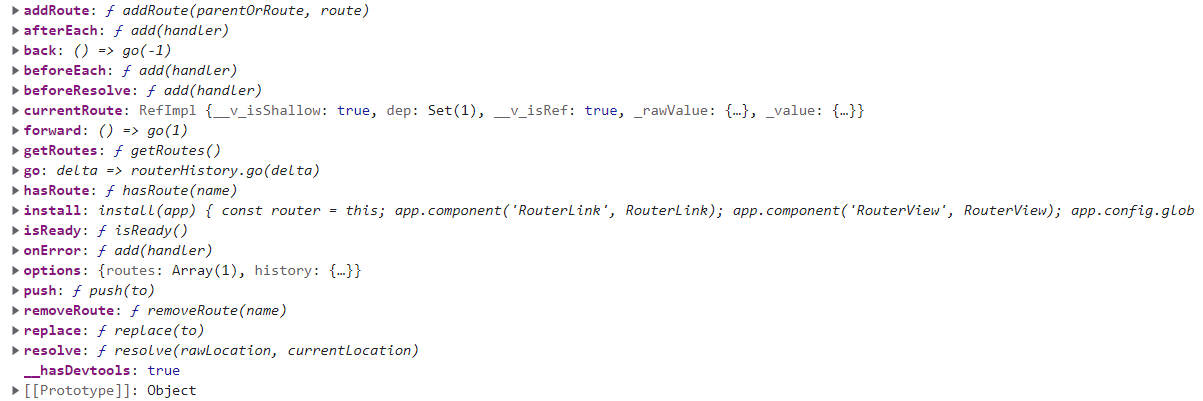 addRoute: ƒ addRoute(parentOrRoute, route)
afterEach: ƒ add(handler)
back: () => go(-1)
beforeEach: ƒ add(handler)
beforeResolve: ƒ add(handler)
currentRoute: RefImpl {__v_isShallow: true, dep: Set(1), __v_isRef: true, _rawValue: {…}, _value: {…}}
forward: () => go(1)
getRoutes: ƒ getRoutes()
go: delta => routerHistory.go(delta)
hasRoute: ƒ hasRoute(name)
install: install(app) { const router = this; app.component('RouterLink', RouterLink); app.component('RouterView', RouterView); app.config.glob
isReady: ƒ isReady()
onError: ƒ add(handler)
options: {routes: Array(1), history: {…}}
push: ƒ push(to)
removeRoute: ƒ removeRoute(name)
replace: ƒ replace(to)
resolve: ƒ resolve(rawLocation, currentLocation)
__hasDevtools: true
[[Prototype]]: Object